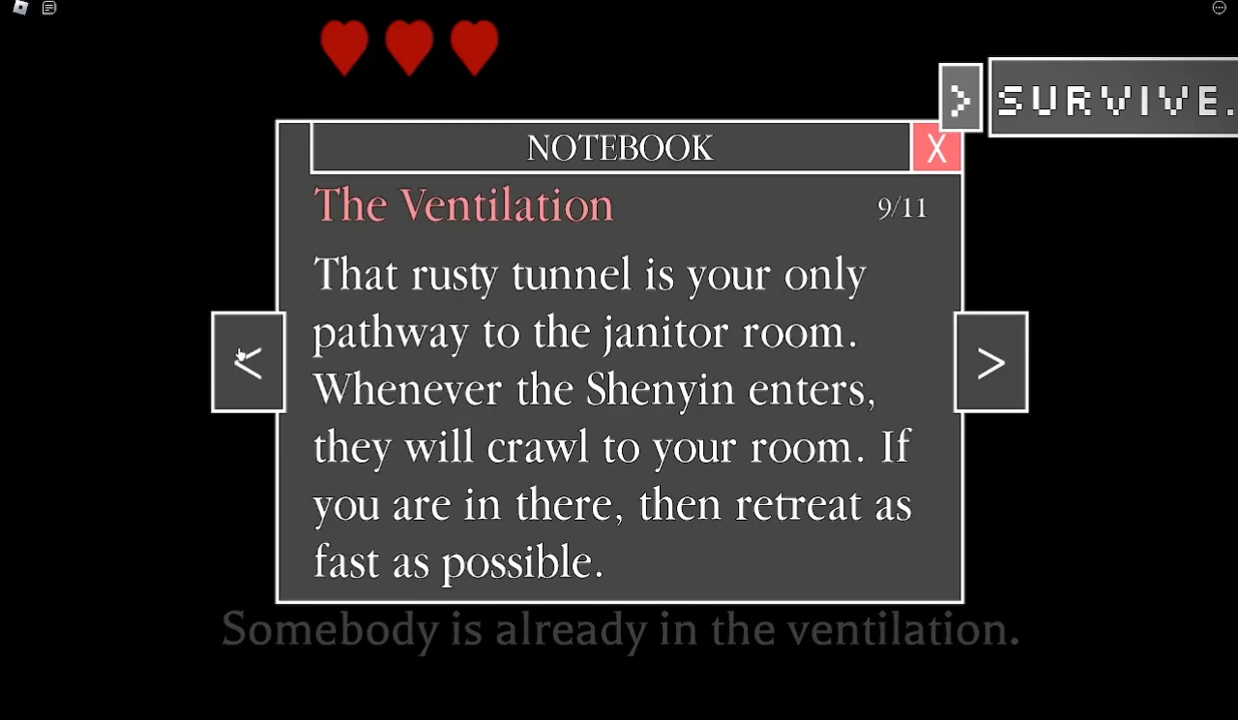 > SURVIVE.
NOTEBOOK
X
The Ventilation
9/11
That rusty tunnel is your only
pathway to the janitor room.
Whenever the Shenyin enters,
they will crawl to your room. If
you are in there, then retreat as
fast as possible.
<
>
Somebody is already in the ventilation.